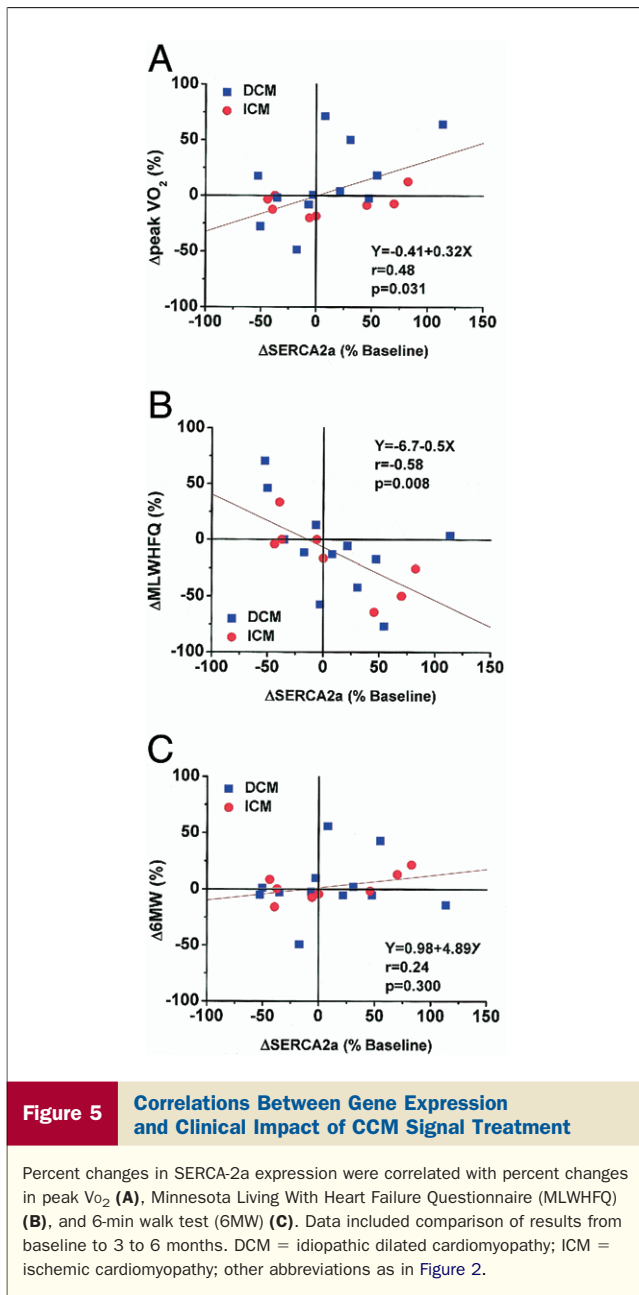 A
100
DCM
ICM
50
0
-50
-100
Δpeak VO₂ (%)
Y=-0.41+0.32X
r=0.48
p=0.031
-100 -50 0 50 100 150
ΔSERCA2a (% Baseline)
B
100
50
0
-50
-100
ΔMLWHFQ (%)
Y=-6.7-0.5X
r=-0.58
p=0.008
DCM
ICM
-100 -50 0 50 100 150
ΔSERCA2a (% Baseline)
C
100
DCM
ICM
50
0
-50
-100
Δ6MW (%)
Y=0.98+4.89Y
r=0.24
p=0.300
-100 -50 0 50 100 150
ΔSERCA2a (% Baseline)
Figure 5
Correlations Between Gene Expression
and Clinical Impact of CCM Signal Treatment
Percent changes in SERCA-2a expression were correlated with percent changes
in peak Vo₂ (A), Minnesota Living With Heart Failure Questionnaire (MLWHFQ)
(B), and 6-min walk test (6MW) (C). Data included comparison of results from
baseline to 3 to 6 months. DCM = idiopathic dilated cardiomyopathy; ICM =
ischemic cardiomyopathy; other abbreviations as in Figure 2.